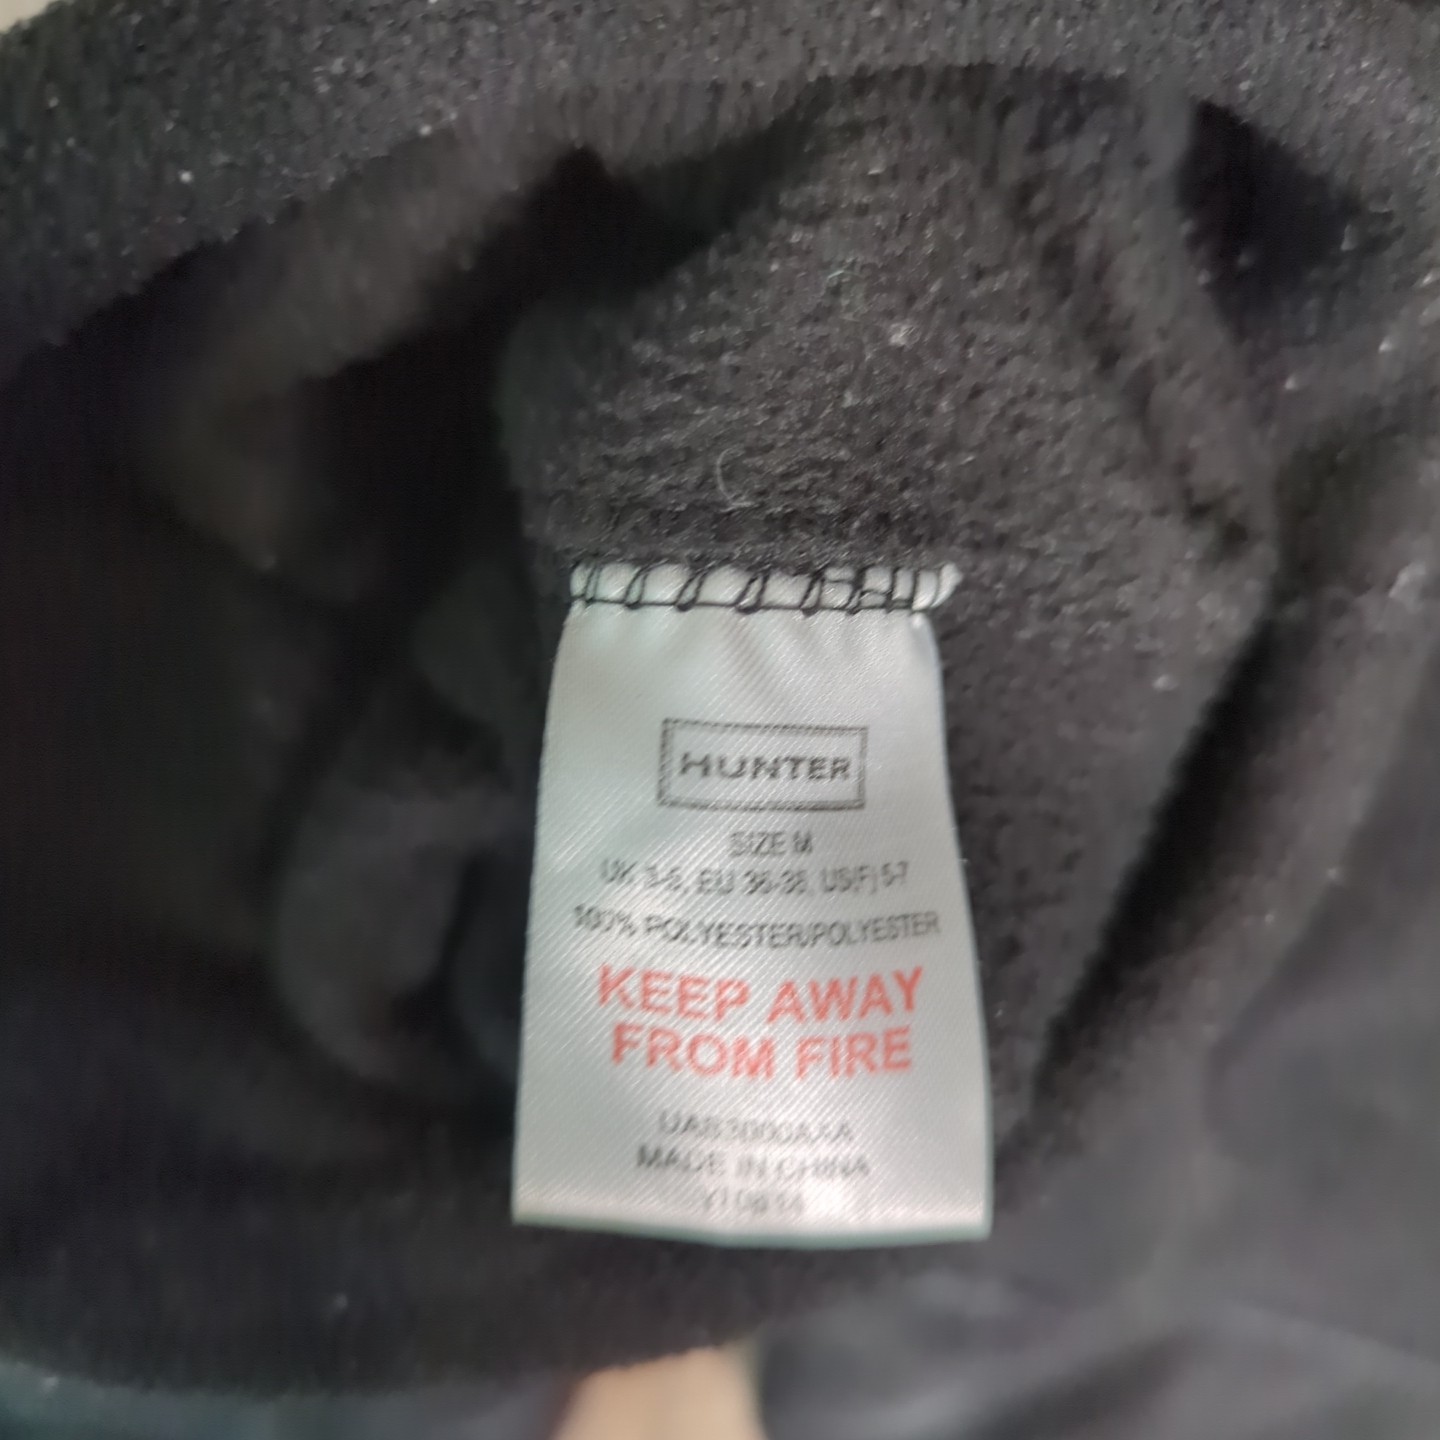 HUNTER
SIZE M
UK 3-5, EU 36-38, US(F) 5-7
100% POLYESTER/POLYESTER
KEEP AWAY
FROM FIRE
MADE IN CHINA